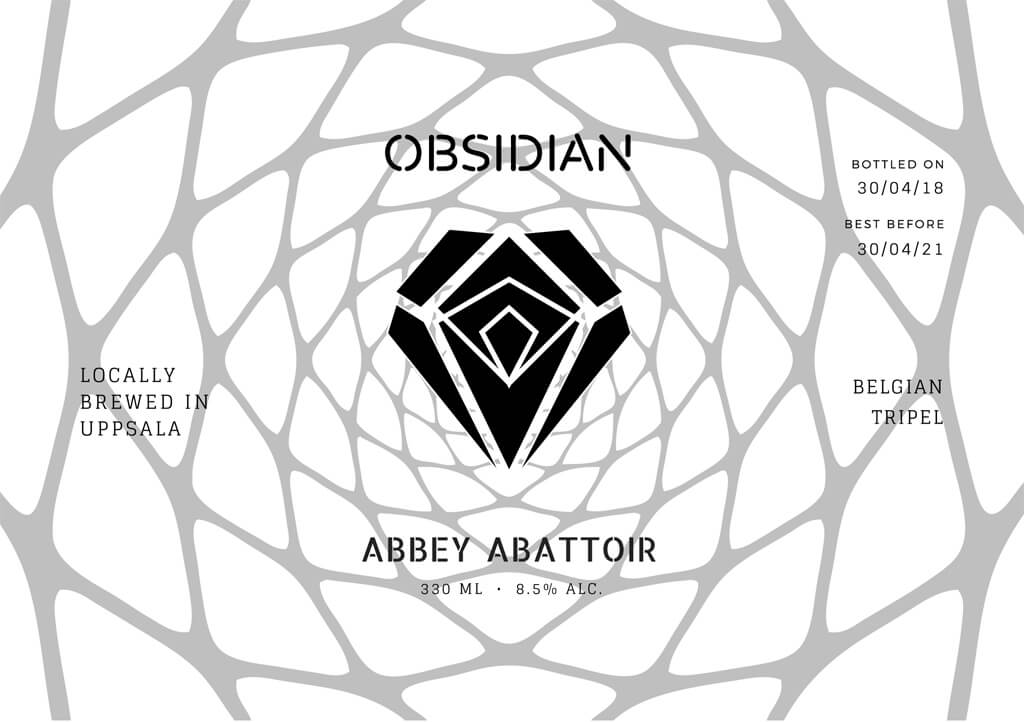 OBSIDIAN
BOTTLED ON
30/04/18
BEST BEFORE
30/04/21
LOCALLY
BREWED IN
UPPSALA
BELGIAN
TRIPEL
ABBEY ABATTOIR
330 ML • 8.5% ALC.